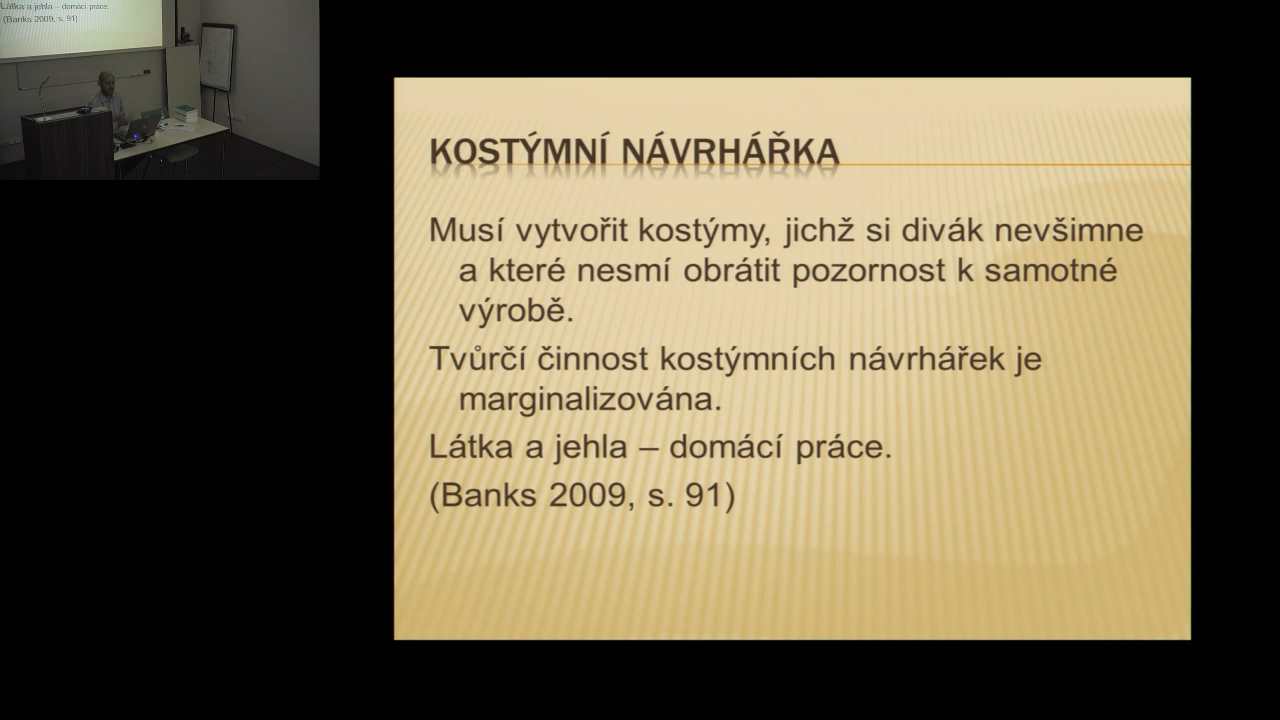 Látka a jehla – domácí práce.
(Banks 2009, s. 91)
KOSTÝMNÍ NÁVRHÁŘKA
Musí vytvořit kostýmy, jichž si divák nevšimne
a které nesmí obrátit pozornost k samotné
výrobě.
Tvůrčí činnost kostýmních návrhářek je
marginalizována.
Látka a jehla – domácí práce.
(Banks 2009, s. 91)